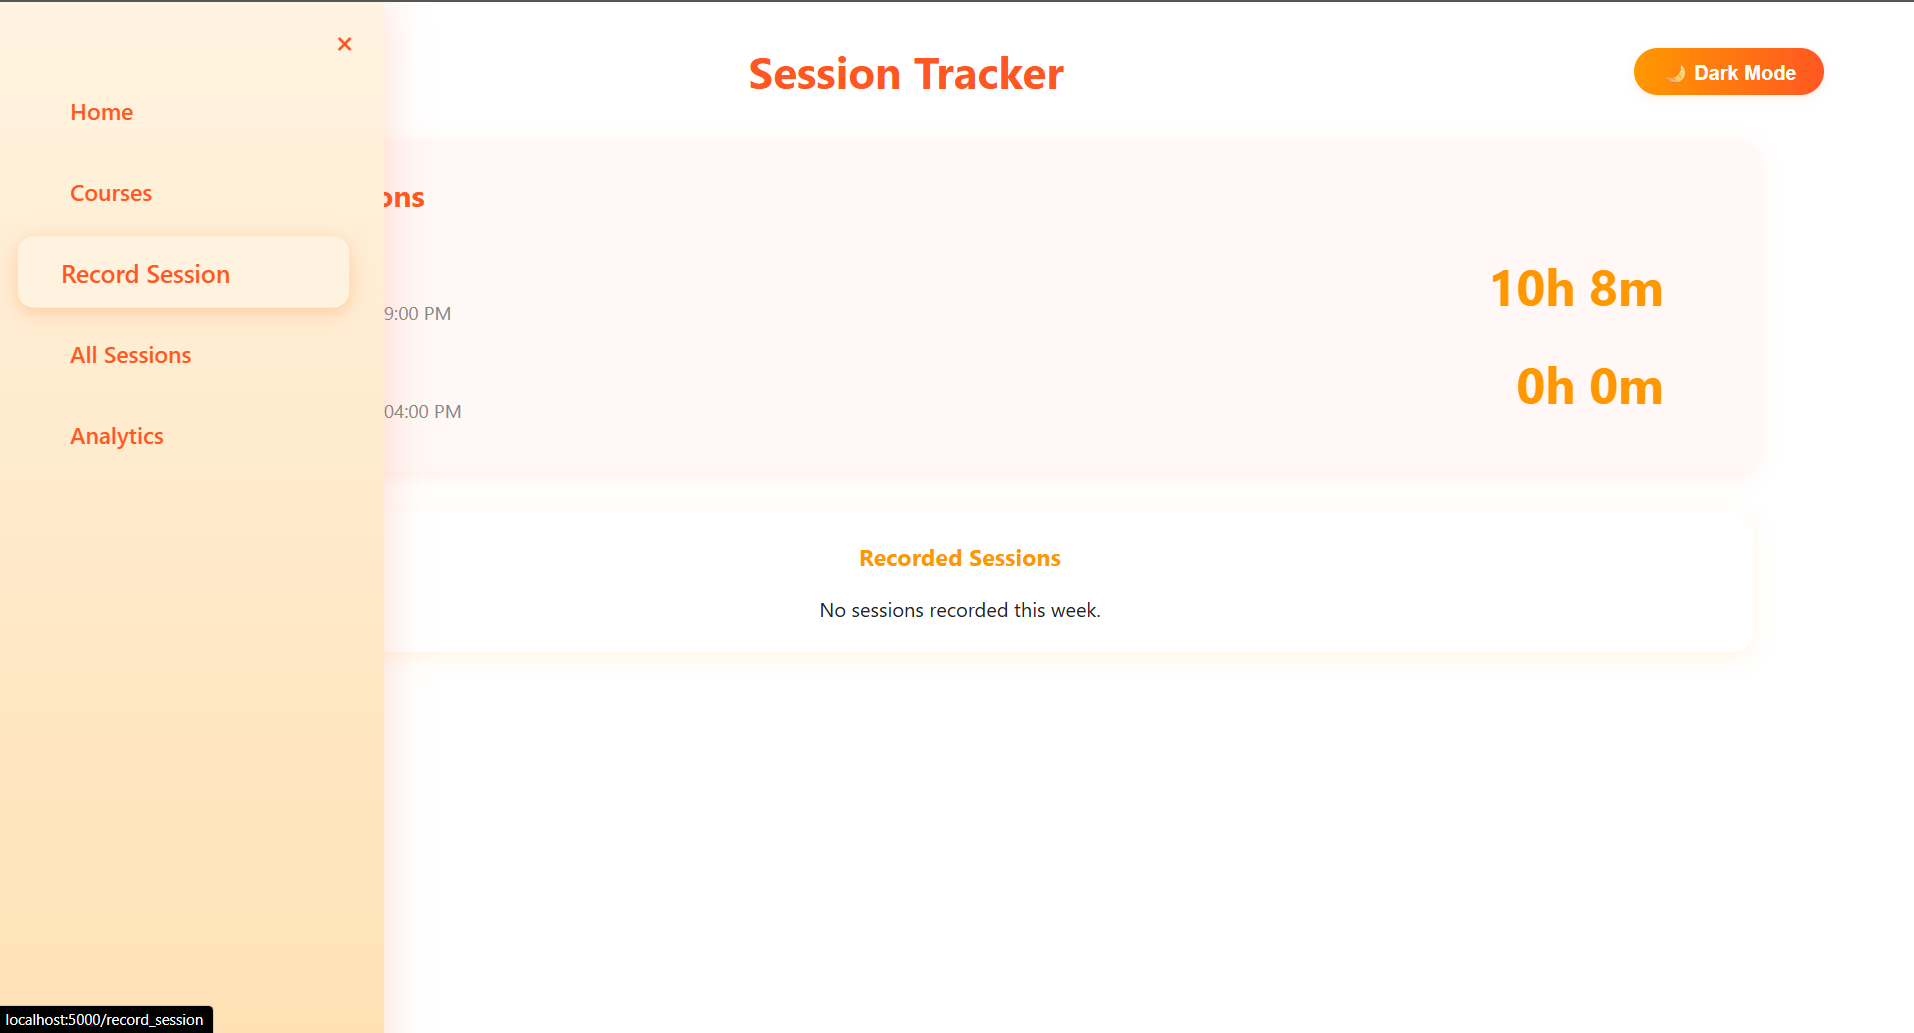 ×
Home
Courses
Record Session
All Sessions
Analytics
Session Tracker
🌙 Dark Mode
ons
9:00 PM
10h 8m
04:00 PM
0h 0m
Recorded Sessions
No sessions recorded this week.
localhost:5000/record_session